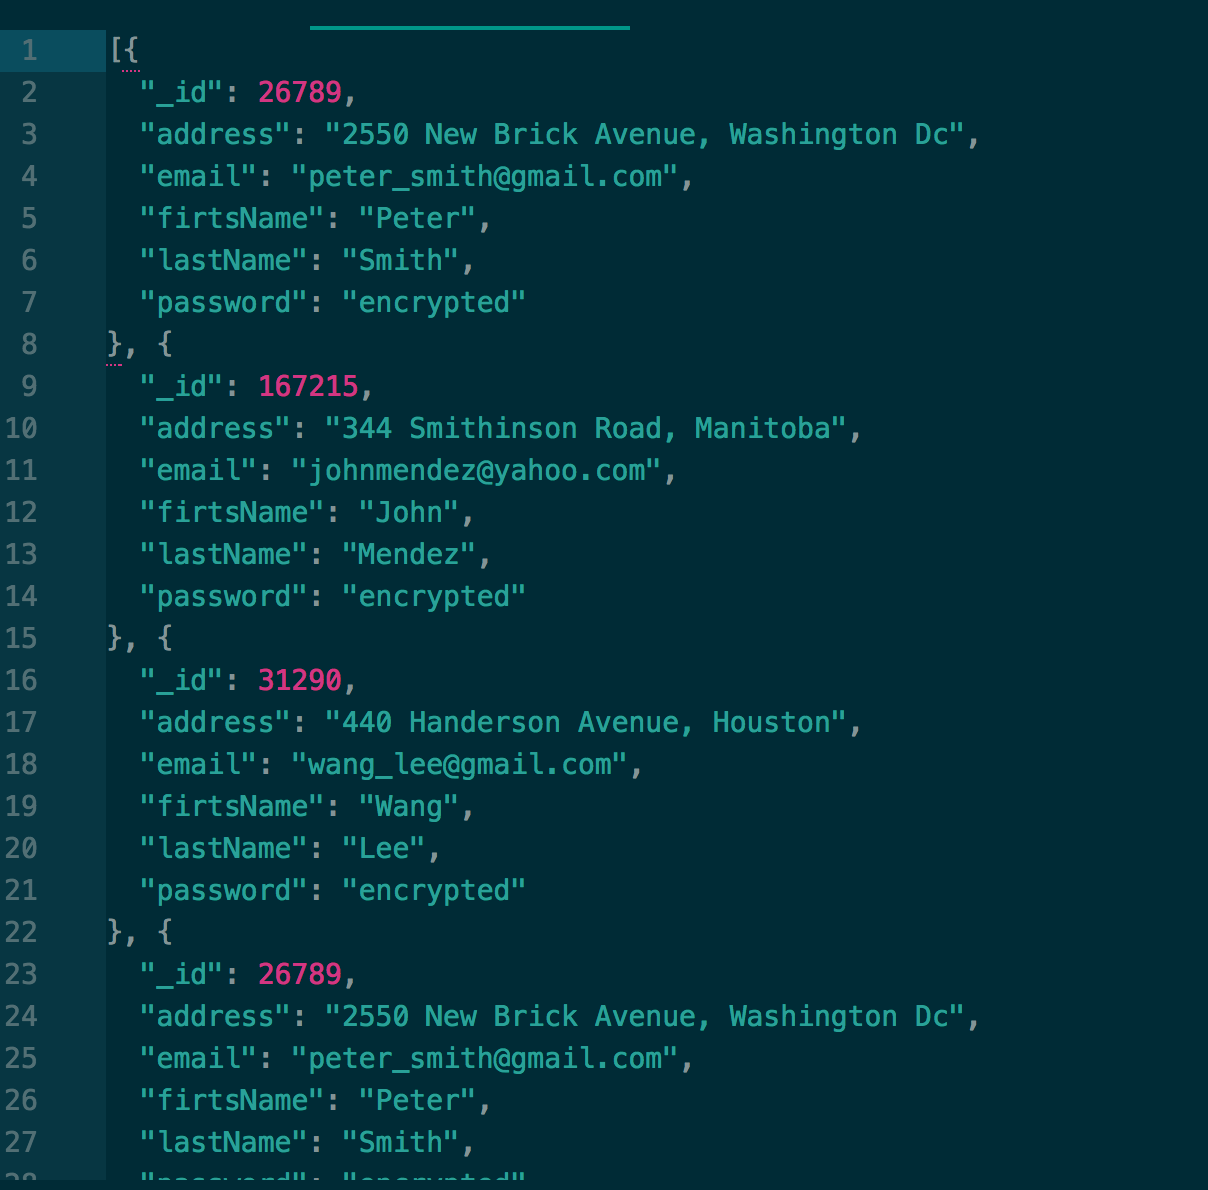 1 [{
2 "_id": 26789,
3 "address": "2550 New Brick Avenue, Washington Dc",
4 "email": "peter_smith@gmail.com",
5 "firtsName": "Peter",
6 "lastName": "Smith",
7 "password": "encrypted"
8 }, {
9 "_id": 167215,
10 "address": "344 Smithinson Road, Manitoba",
11 "email": "johnmendez@yahoo.com",
12 "firtsName": "John",
13 "lastName": "Mendez",
14 "password": "encrypted"
15 }, {
16 "_id": 31290,
17 "address": "440 Handerson Avenue, Houston",
18 "email": "wang_lee@gmail.com",
19 "firtsName": "Wang",
20 "lastName": "Lee",
21 "password": "encrypted"
22 }, {
23 "_id": 26789,
24 "address": "2550 New Brick Avenue, Washington Dc",
25 "email": "peter_smith@gmail.com",
26 "firtsName": "Peter",
27 "lastName": "Smith",
28 "password": "encrypted"